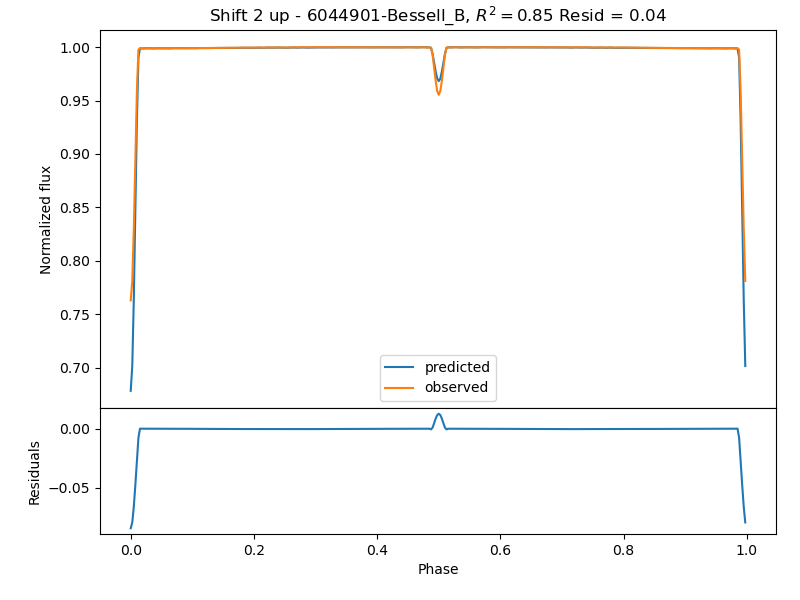 Shift 2 up - 6044901-Bessell_B, R² = 0.85 Resid = 0.04
1.00
0.95
0.90
0.85
0.80
0.75
0.70
Normalized flux
predicted
observed
0.00
−0.05
Residuals
0.0 0.2 0.4 0.6 0.8 1.0
Phase